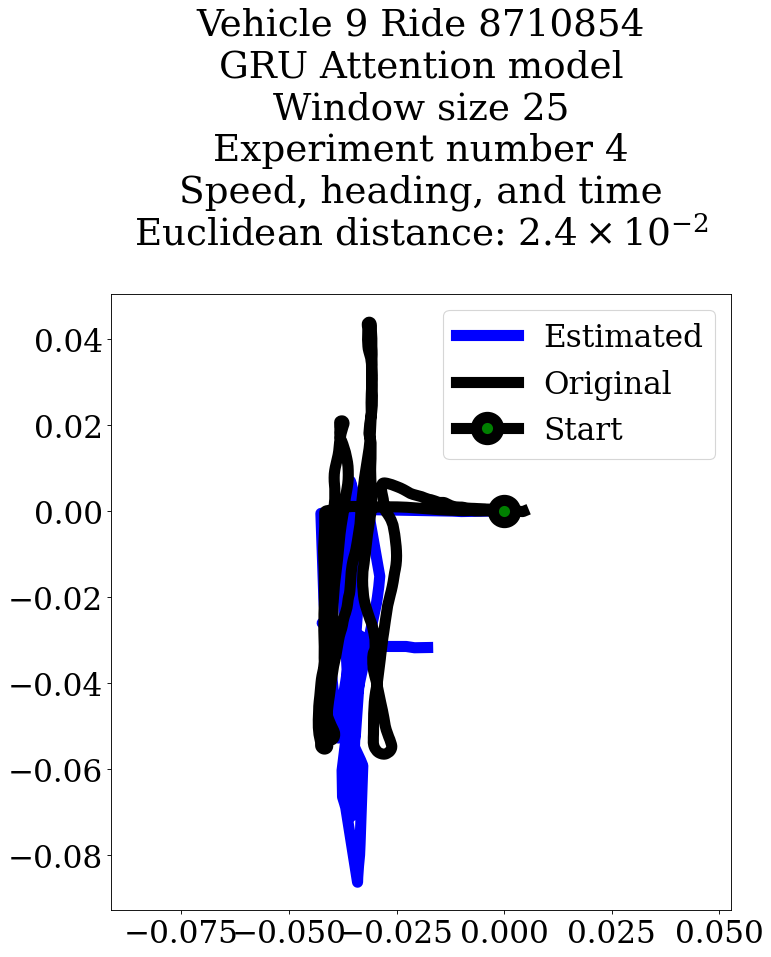 Vehicle 9 Ride 8710854
GRU Attention model
Window size 25
Experiment number 4
Speed, heading, and time
Euclidean distance: 2.4 × 10⁻²
Estimated
Original
Start
0.04
0.02
0.00
−0.02
−0.04
−0.06
−0.08
−0.075 −0.050 −0.025 0.000 0.025 0.050